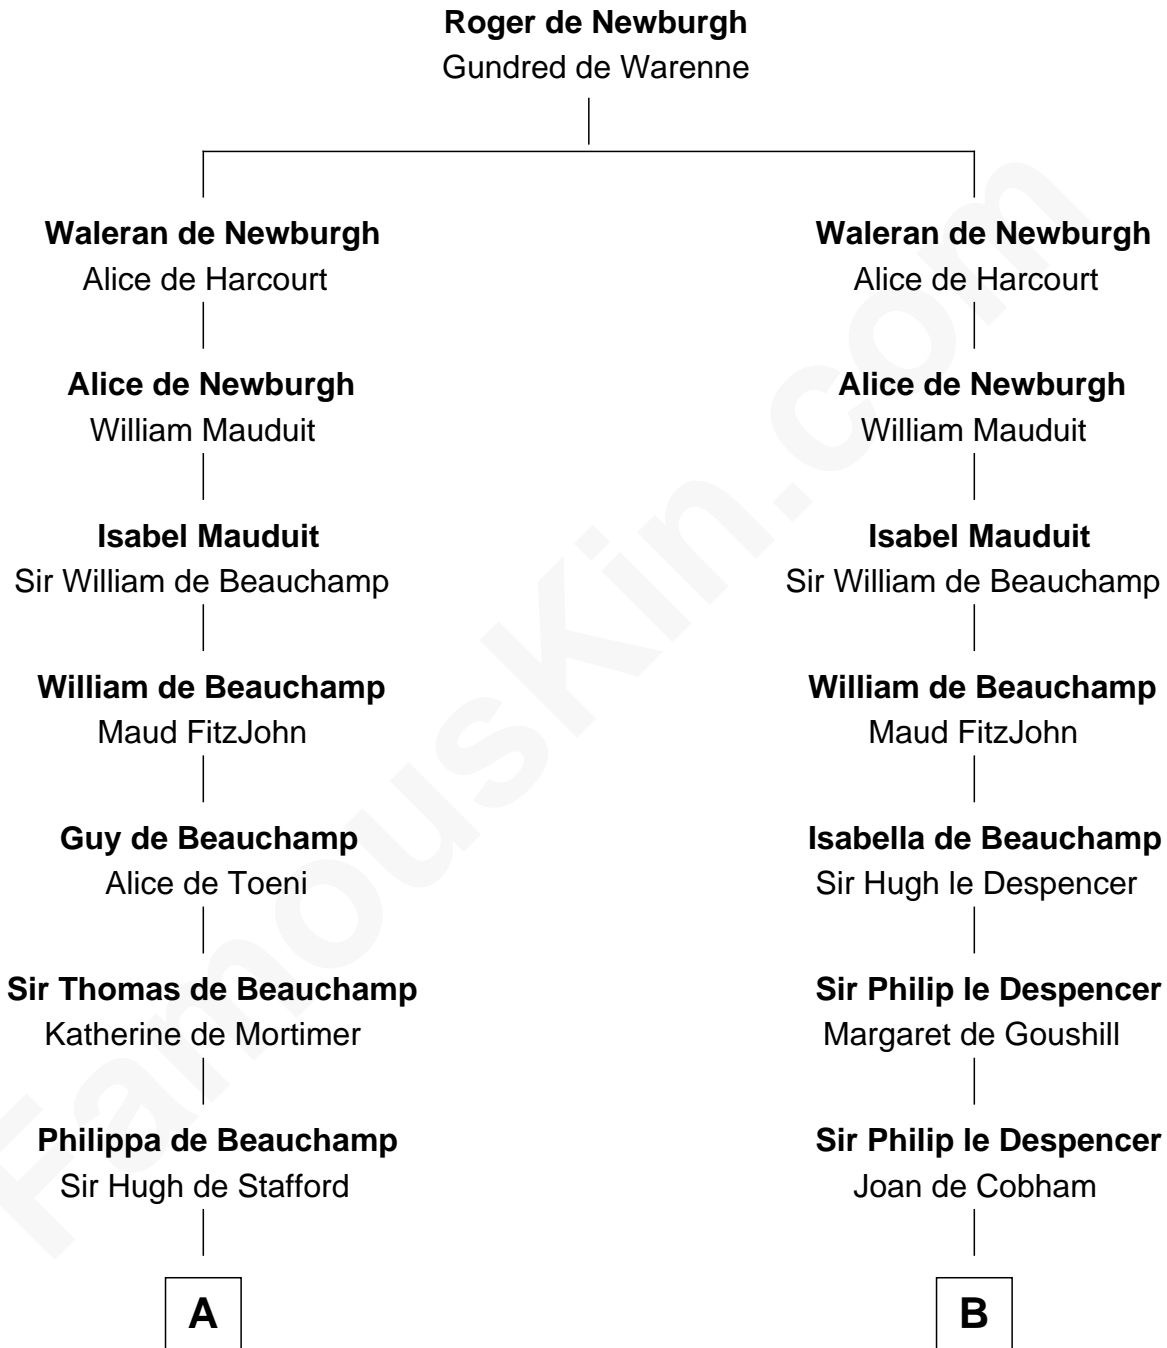 Roger de Newburgh
Gundred de Warenne
Waleran de Newburgh
Alice de Harcourt
Alice de Newburgh
William Mauduit
Isabel Mauduit
Sir William de Beauchamp
William de Beauchamp
Maud FitzJohn
Guy de Beauchamp
Alice de Toeni
Sir Thomas de Beauchamp
Katherine de Mortimer
Philippa de Beauchamp
Sir Hugh de Stafford
A
Waleran de Newburgh
Alice de Harcourt
Alice de Newburgh
William Mauduit
Isabel Mauduit
Sir William de Beauchamp
William de Beauchamp
Maud FitzJohn
Isabella de Beauchamp
Sir Hugh le Despencer
Sir Philip le Despencer
Margaret de Goushill
Sir Philip le Despencer
Joan de Cobham
B
FamousKin.com